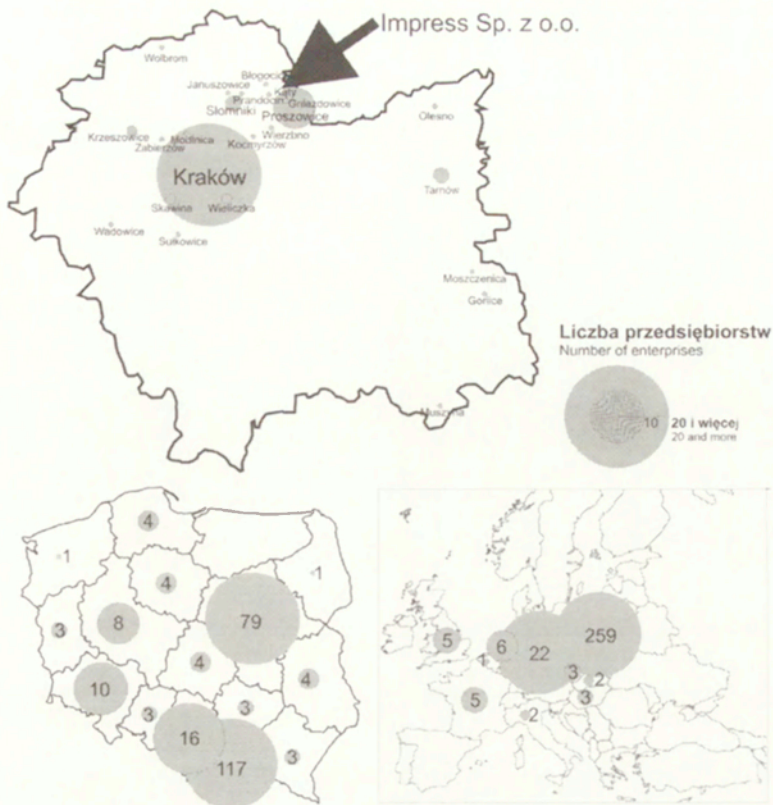 Impress Sp. z o.o.
Wolbrom
Januszowice
Prandocin
Gniazdowice
Słomniki
Proszowice
Olesno
Krzeszowice
Zabierzów
Modlnica
Kocmyrzów
Wierzbno
Kraków
Tarnów
Skawina
Wieliczka
Wadowice
Sułkowice
Moszczenica
Gorlice
Muszyna
Liczba przedsiębiorstw
Number of enterprises
10
20 i więcej
20 and more
4
1
4
1
3
8
79
4
4
10
3
3
16
117
3
5
6
1
22
259
3
2
3
5
2